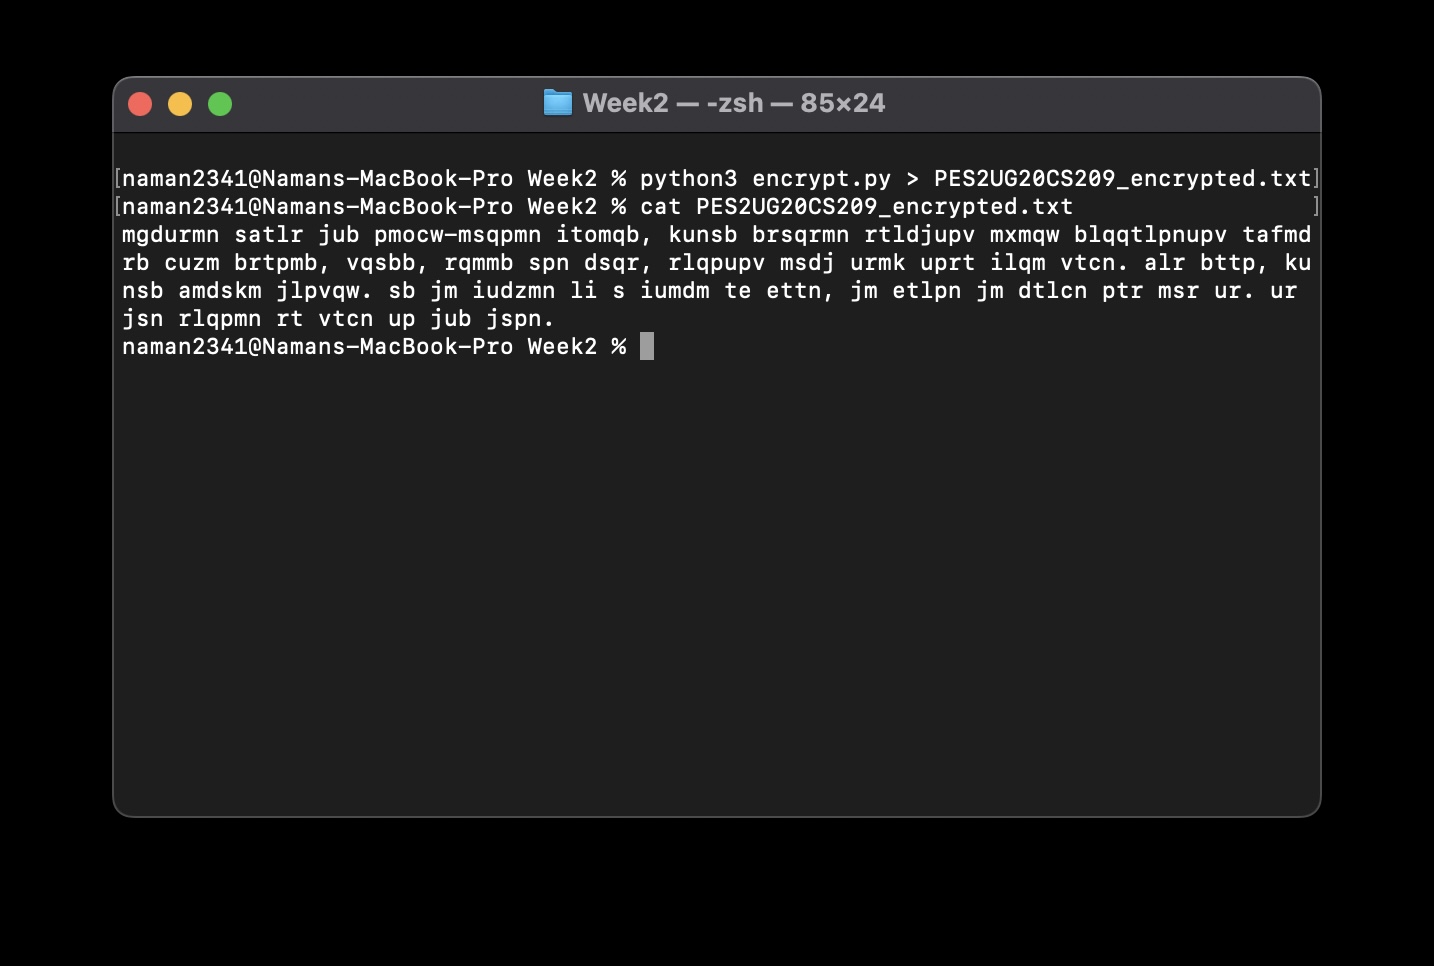 Week2 — -zsh — 85×24
[naman2341@Namans-MacBook-Pro Week2 % python3 encrypt.py > PES2UG20CS209_encrypted.txt]
[naman2341@Namans-MacBook-Pro Week2 % cat PES2UG20CS209_encrypted.txt ]
mgdurmn satlr jub pmocw-msqpmn itomqb, kunsb brsqrmn rtldjupv mxmqw blqqtlpnupv tafmd
rb cuzm brtpmb, vqsbb, rqmmb spn dsqr, rlqpupv msdj urmk uprt ilqm vtcn. alr bttp, ku
nsb amdskm jlpvqw. sb jm iudzmn li s iumdm te ettn, jm etlpn jm dtlcn ptr msr ur. ur
jsn rlqpmn rt vtcn up jub jspn.
naman2341@Namans-MacBook-Pro Week2 %